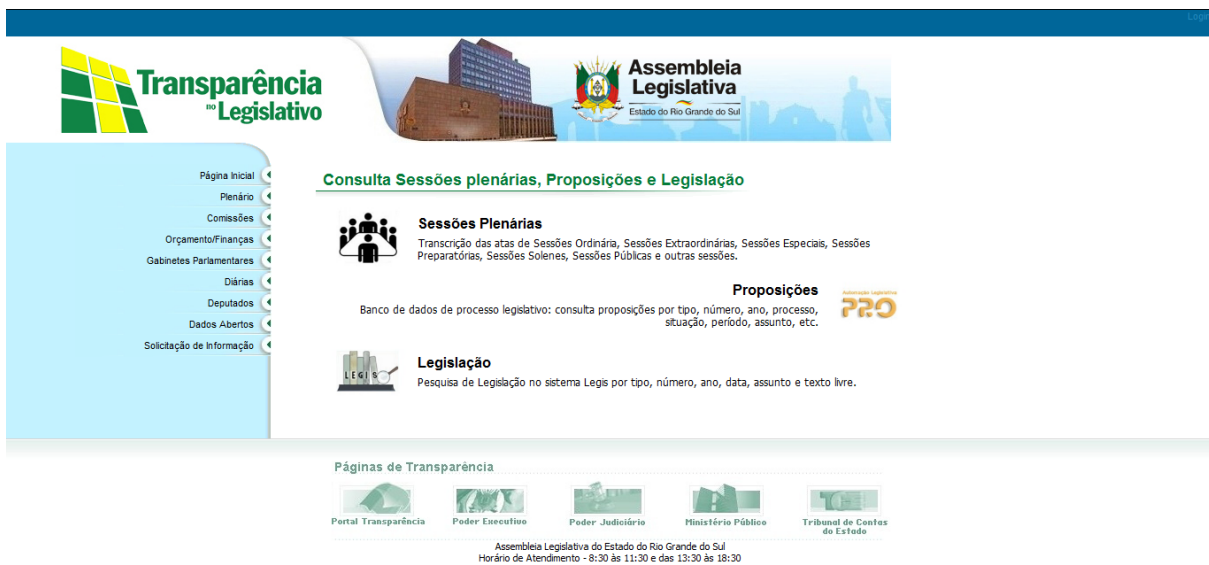 Login
Transparência
no Legislativo
Assembleia
Legislativa
Estado do Rio Grande do Sul
Página Inicial
Plenário
Comissões
Orçamento/Finanças
Gabinetes Parlamentares
Diárias
Deputados
Dados Abertos
Solicitação de Informação
Consulta Sessões plenárias, Proposições e Legislação
Sessões Plenárias
Transcrição das atas de Sessões Ordinária, Sessões Extraordinárias, Sessões Especiais, Sessões
Preparatórias, Sessões Solenes, Sessões Públicas e outras sessões.
Proposições
Banco de dados de processo legislativo: consulta proposições por tipo, número, ano, processo,
situação, período, assunto, etc.
Automação Legislativa
PRO
LEGIS
Legislação
Pesquisa de Legislação no sistema Legis por tipo, número, ano, data, assunto e texto livre.
Páginas de Transparência
Portal Transparência
Poder Executivo
Poder Judiciário
Ministério Público
Tribunal de Contas
do Estado
Assembleia Legislativa do Estado do Rio Grande do Sul
Horário de Atendimento - 8:30 às 11:30 e das 13:30 às 18:30